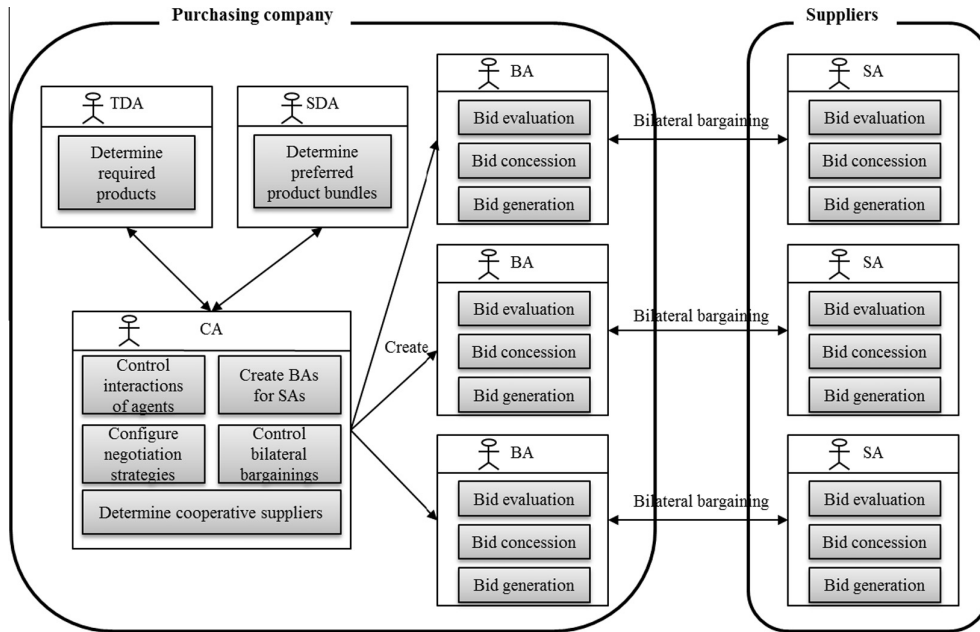 Purchasing company
Suppliers
TDA
Determine
required
products
SDA
Determine
preferred
product bundles
CA
Control
interactions
of agents
Create BAs
for SAs
Configure
negotiation
strategies
Control
bilateral
bargainings
Determine cooperative suppliers
Create
BA
Bid evaluation
Bid concession
Bid generation
Bilateral bargaining
SA
Bid evaluation
Bid concession
Bid generation
BA
Bid evaluation
Bid concession
Bid generation
Bilateral bargaining
SA
Bid evaluation
Bid concession
Bid generation
BA
Bid evaluation
Bid concession
Bid generation
Bilateral bargaining
SA
Bid evaluation
Bid concession
Bid generation